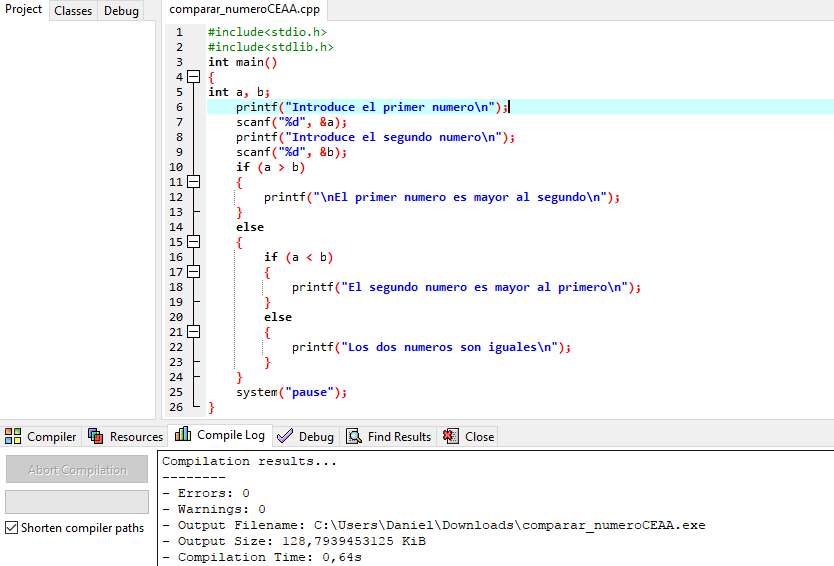 Project Classes Debug
comparar_numeroCEAA.cpp
1 #include<stdio.h>
2 #include<stdlib.h>
3 int main()
4 {
5 int a, b;
6 printf("Introduce el primer numero\n");
7 scanf("%d", &a);
8 printf("Introduce el segundo numero\n");
9 scanf("%d", &b);
10 if (a > b)
11 {
12 printf("\nEl primer numero es mayor al segundo\n");
13 }
14 else
15 {
16 if (a < b)
17 {
18 printf("El segundo numero es mayor al primero\n");
19 }
20 else
21 {
22 printf("Los dos numeros son iguales\n");
23 }
24 }
25 system("pause");
26 }
Compiler Resources Compile Log Debug Find Results Close
Abort Compilation
Shorten compiler paths
Compilation results...
--------
- Errors: 0
- Warnings: 0
- Output Filename: C:\Users\Daniel\Downloads\comparar_numeroCEAA.exe
- Output Size: 128,7939453125 KiB
- Compilation Time: 0,64s